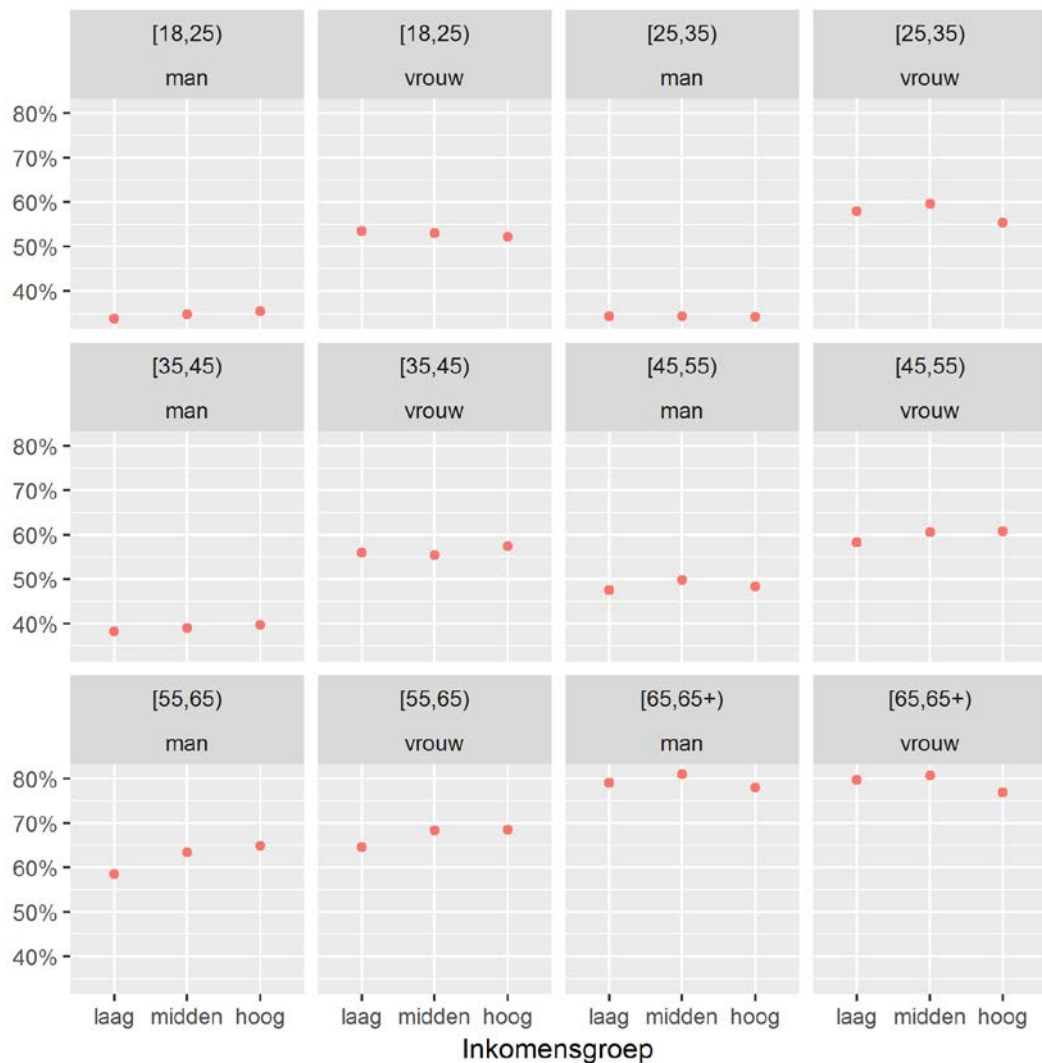 [18,25) [18,25) [25,35) [25,35)
man vrouw man vrouw
80%
70%
60%
50%
40%
[35,45) [35,45) [45,55) [45,55)
man vrouw man vrouw
80%
70%
60%
50%
40%
[55,65) [55,65) [65,65+) [65,65+)
man vrouw man vrouw
80%
70%
60%
50%
40%
laag midden hoog laag midden hoog laag midden hoog laag midden hoog
Inkomensgroep